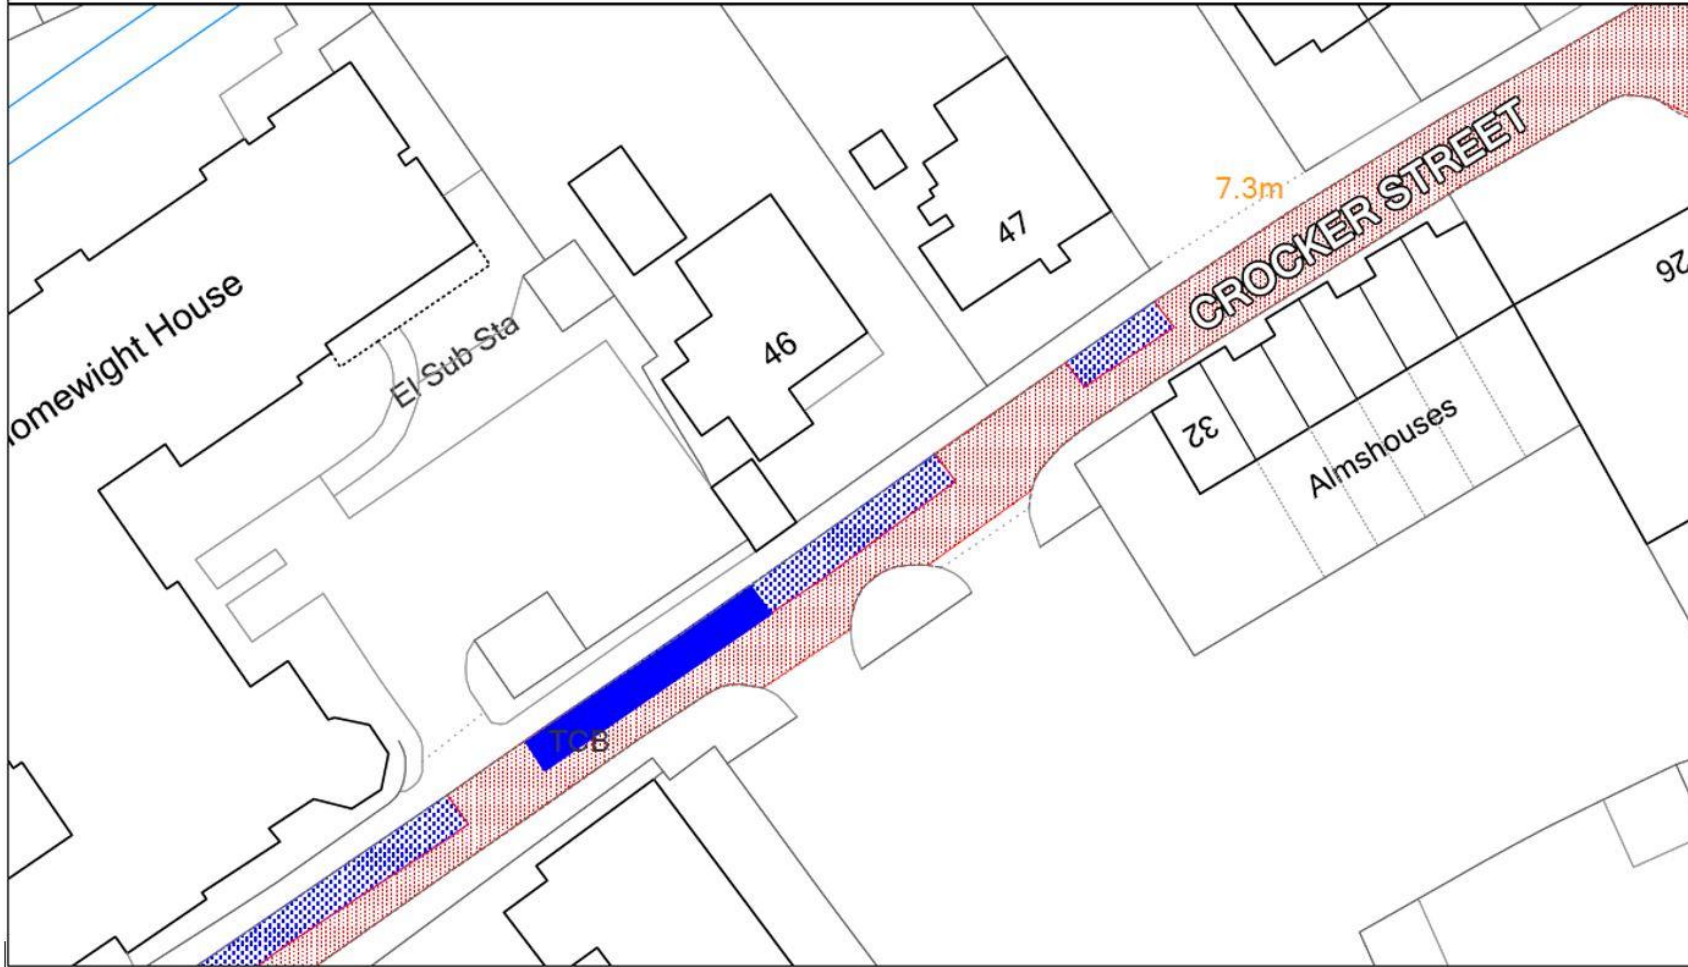 CROCKER STREET
7.3m
47
26
omewight House
El Sub Sta
46
32
Almshouses
TCB